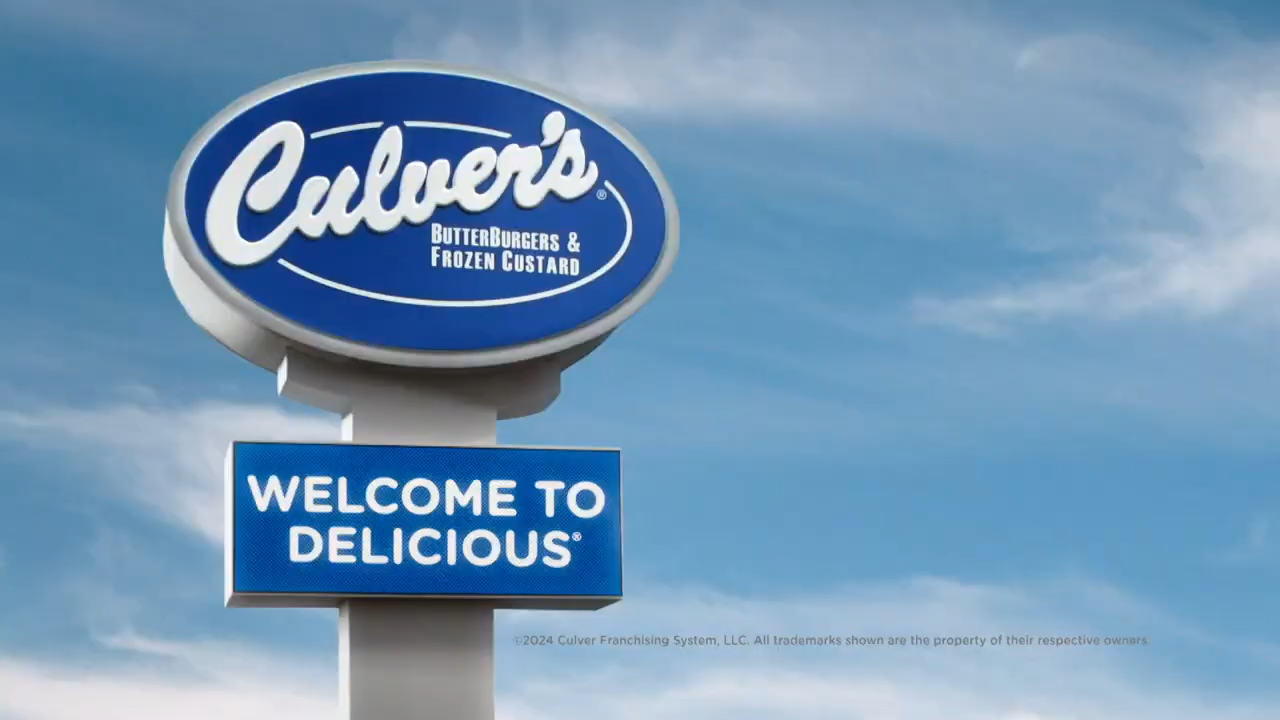 Culver's®
BUTTERBURGERS &
FROZEN CUSTARD
WELCOME TO
DELICIOUS®
©2024 Culver Franchising System, LLC. All trademarks shown are the property of their respective owners.